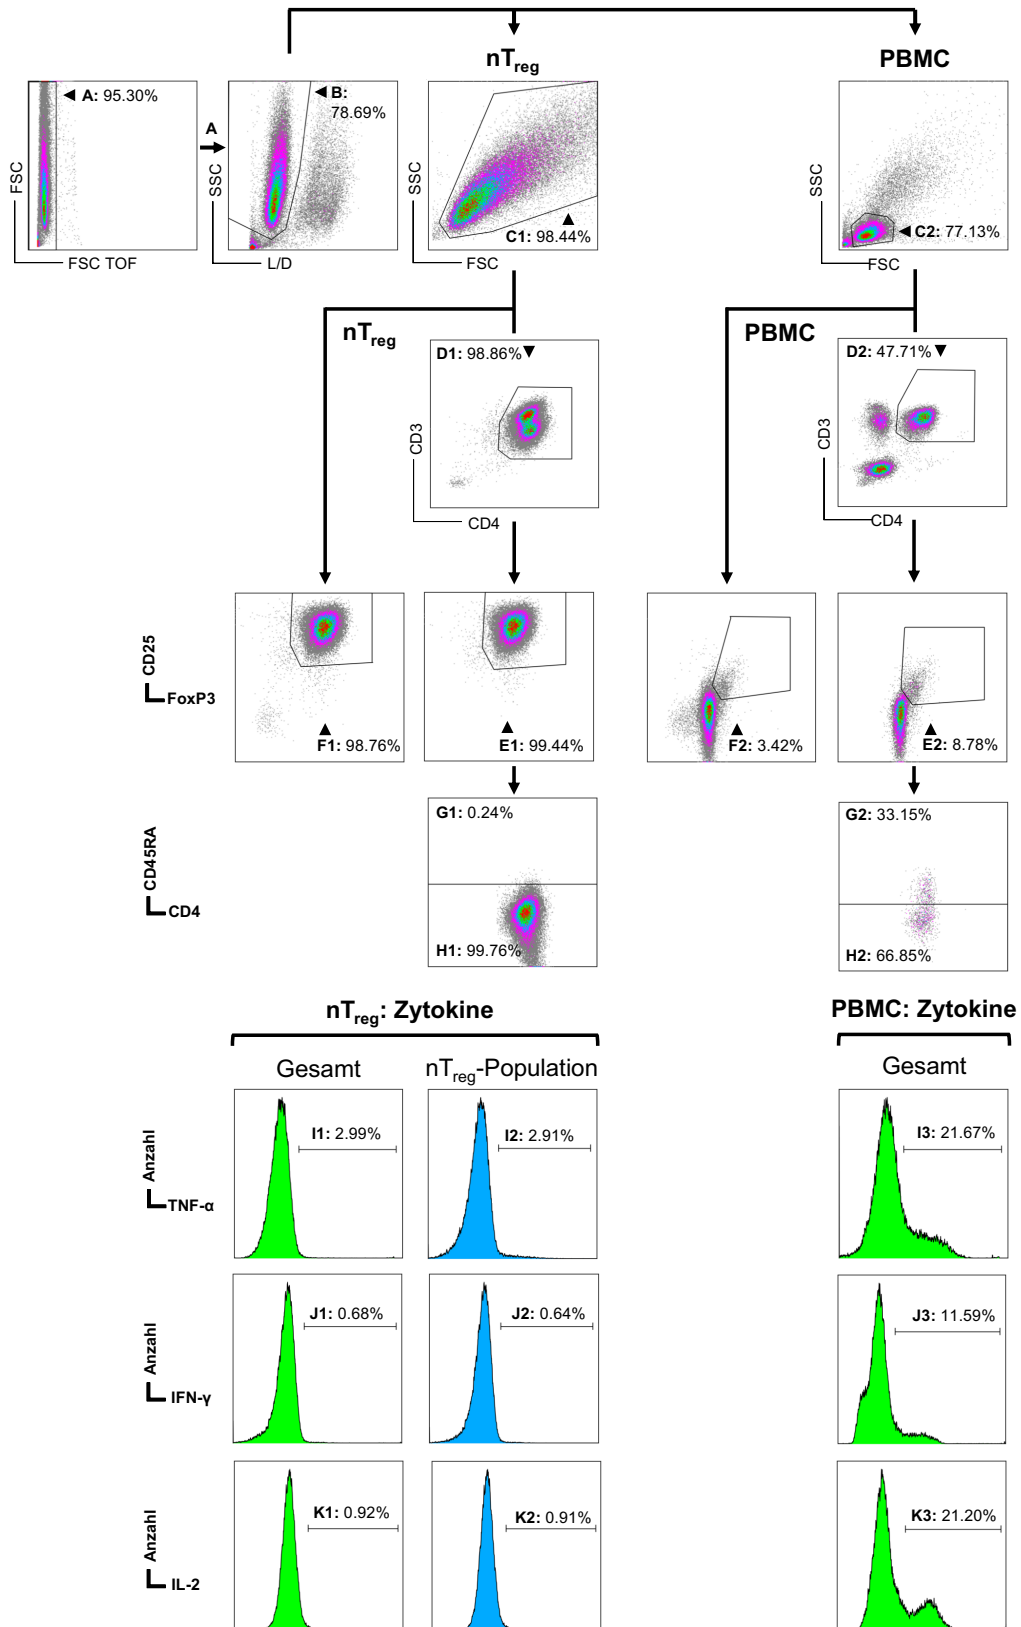 nTreg
PBMC
A: 95.30%
FSC
FSC TOF
A
B:
78.69%
SSC
L/D
SSC
C1: 98.44%
FSC
SSC
C2: 77.13%
FSC
nTreg
PBMC
D1: 98.86%
CD3
CD4
D2: 47.71%
CD3
CD4
CD25
FoxP3
F1: 98.76%
E1: 99.44%
F2: 3.42%
E2: 8.78%
CD45RA
CD4
G1: 0.24%
H1: 99.76%
G2: 33.15%
H2: 66.85%
nTreg: Zytokine
PBMC: Zytokine
Gesamt
nTreg-Population
Gesamt
Anzahl
TNF-α
I1: 2.99%
I2: 2.91%
I3: 21.67%
Anzahl
IFN-γ
J1: 0.68%
J2: 0.64%
J3: 11.59%
Anzahl
IL-2
K1: 0.92%
K2: 0.91%
K3: 21.20%